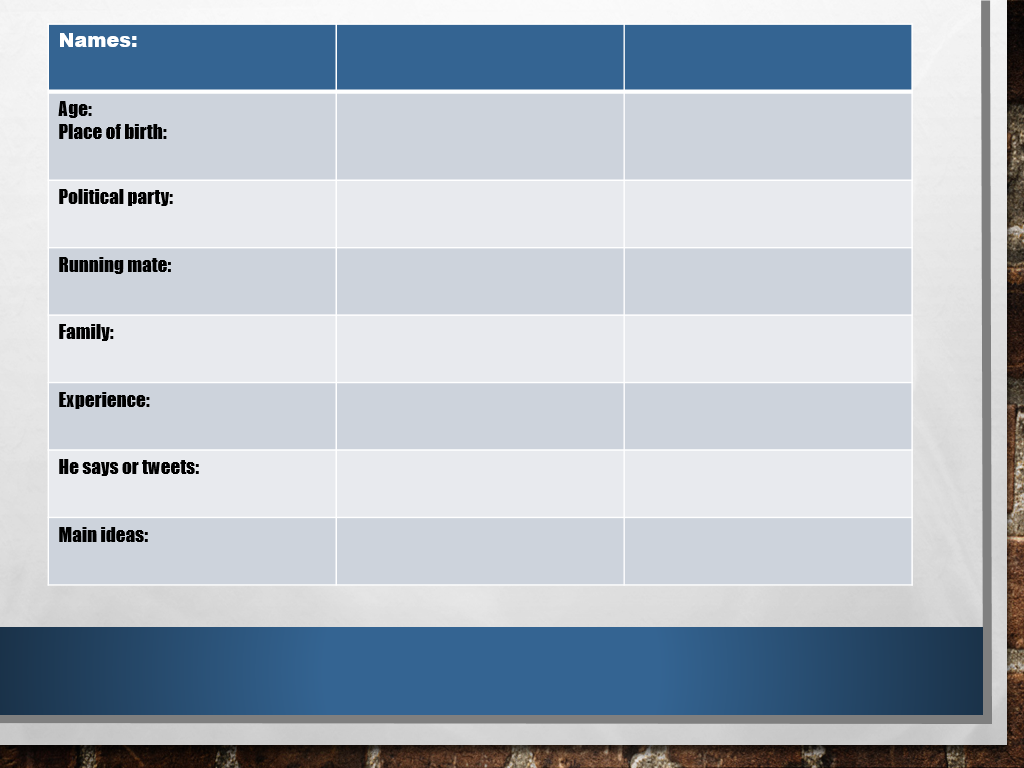 Names:
Age:
Place of birth:
Political party:
Running mate:
Family:
Experience:
He says or tweets:
Main ideas: